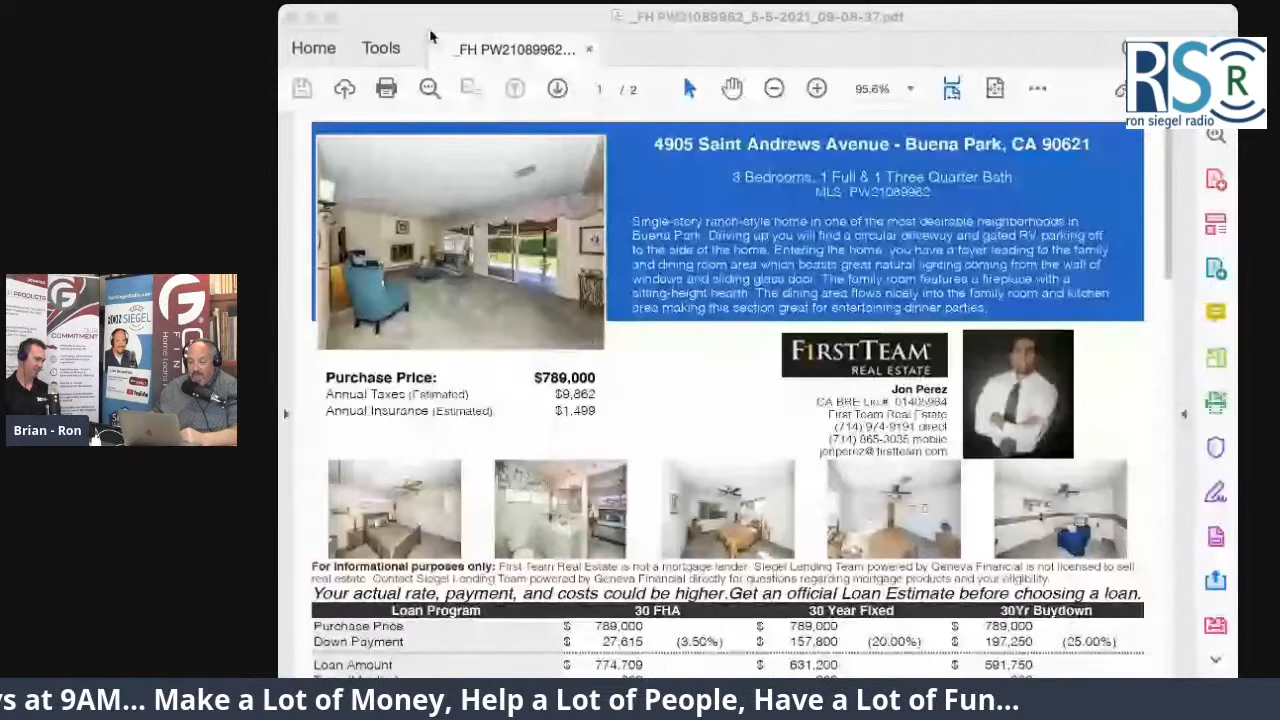 _FH PW21089962_5-5-2021_09-08-37.pdf
Home Tools _FH PW21089962... ×
1 / 2 95.6%
RS R
ron siegel radio
4905 Saint Andrews Avenue - Buena Park, CA 90621
3 Bedrooms, 1 Full & 1 Three Quarter Bath
MLS PW21089962
Single-story ranch-style home in one of the most desirable neighborhoods in
Buena Park. Driving up you will find a circular driveway and gated RV parking off
to the side of the home. Entering the home, you have a foyer leading to the family
and dining room area which boasts great natural lighting coming from the wall of
windows and sliding glass door. The family room features a fireplace with a
sitting-height hearth. The dining area flows nicely into the family room and kitchen
area making this section great for entertaining dinner parties.
FIRSTTEAM
REAL ESTATE
Purchase Price: $789,000
Annual Taxes (Estimated) $9,862
Annual Insurance (Estimated) $1,499
Jon Perez
CA BRE Lic.# 01405984
First Team Real Estate
(714) 974-9191 direct
(714) 865-3035 mobile
jonperez@firstteam.com
PRODUCTS
OUR
COMMITMENT
RON SIEGEL
FIN
Home Loans
Brian - Ron
For informational purposes only: First Team Real Estate is not a mortgage lender. Siegel Lending Team powered by Geneva Financial is not licensed to sell
real estate. Contact Siegel Lending Team powered by Geneva Financial directly for questions regarding mortgage products and your eligibility.
Your actual rate, payment, and costs could be higher.Get an official Loan Estimate before choosing a loan.
Loan Program 30 FHA 30 Year Fixed 30Yr Buydown
Purchase Price $ 789,000 $ 789,000 $ 789,000
Down Payment $ 27,615 (3.50%) $ 157,800 (20.00%) $ 197,250 (25.00%)
Loan Amount $ 774,709 $ 631,200 $ 591,750
ys at 9AM... Make a Lot of Money, Help a Lot of People, Have a Lot of Fun...